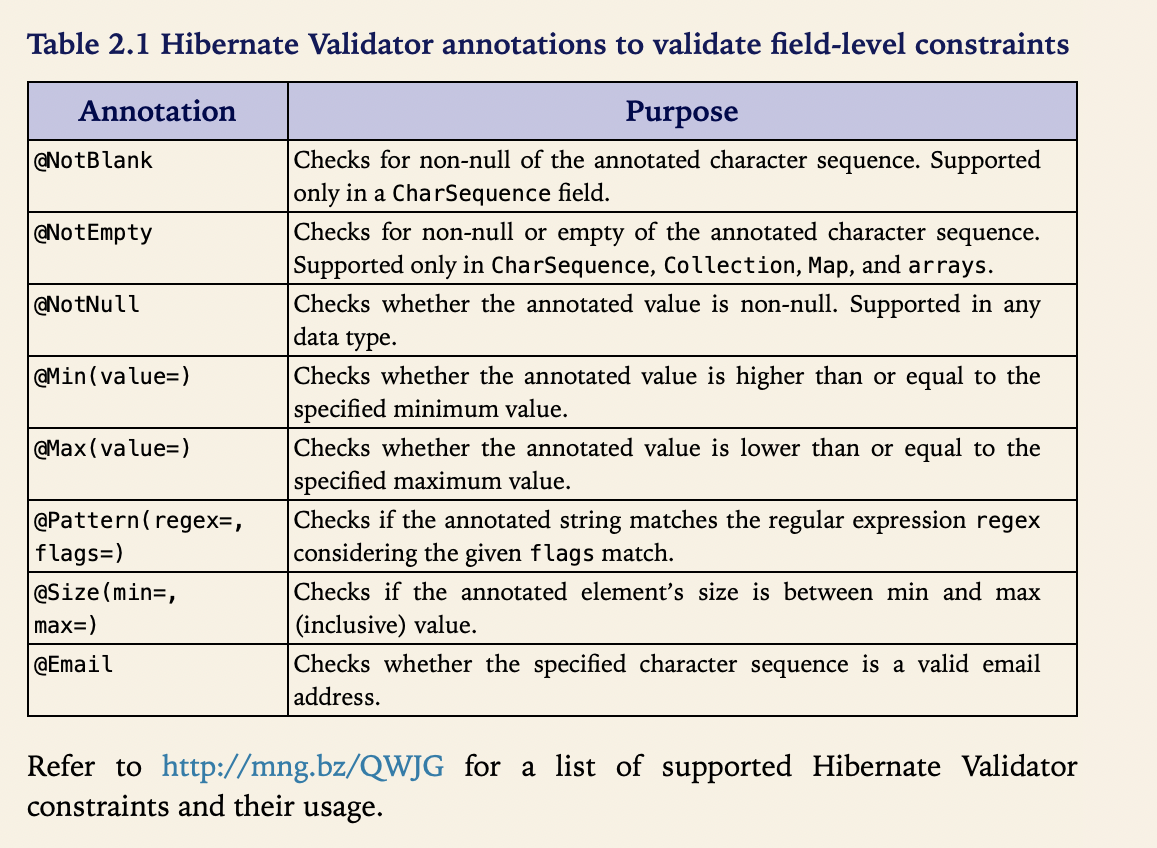 Table 2.1 Hibernate Validator annotations to validate field-level constraints
Annotation
Purpose
@NotBlank
Checks for non-null of the annotated character sequence. Supported
only in a CharSequence field.
@NotEmpty
Checks for non-null or empty of the annotated character sequence.
Supported only in CharSequence, Collection, Map, and arrays.
@NotNull
Checks whether the annotated value is non-null. Supported in any
data type.
@Min(value=)
Checks whether the annotated value is higher than or equal to the
specified minimum value.
@Max(value=)
Checks whether the annotated value is lower than or equal to the
specified maximum value.
@Pattern(regex=,
flags=)
Checks if the annotated string matches the regular expression regex
considering the given flags match.
@Size(min=,
max=)
Checks if the annotated element’s size is between min and max
(inclusive) value.
@Email
Checks whether the specified character sequence is a valid email
address.
Refer to http://mng.bz/QWJG for a list of supported Hibernate Validator
constraints and their usage.